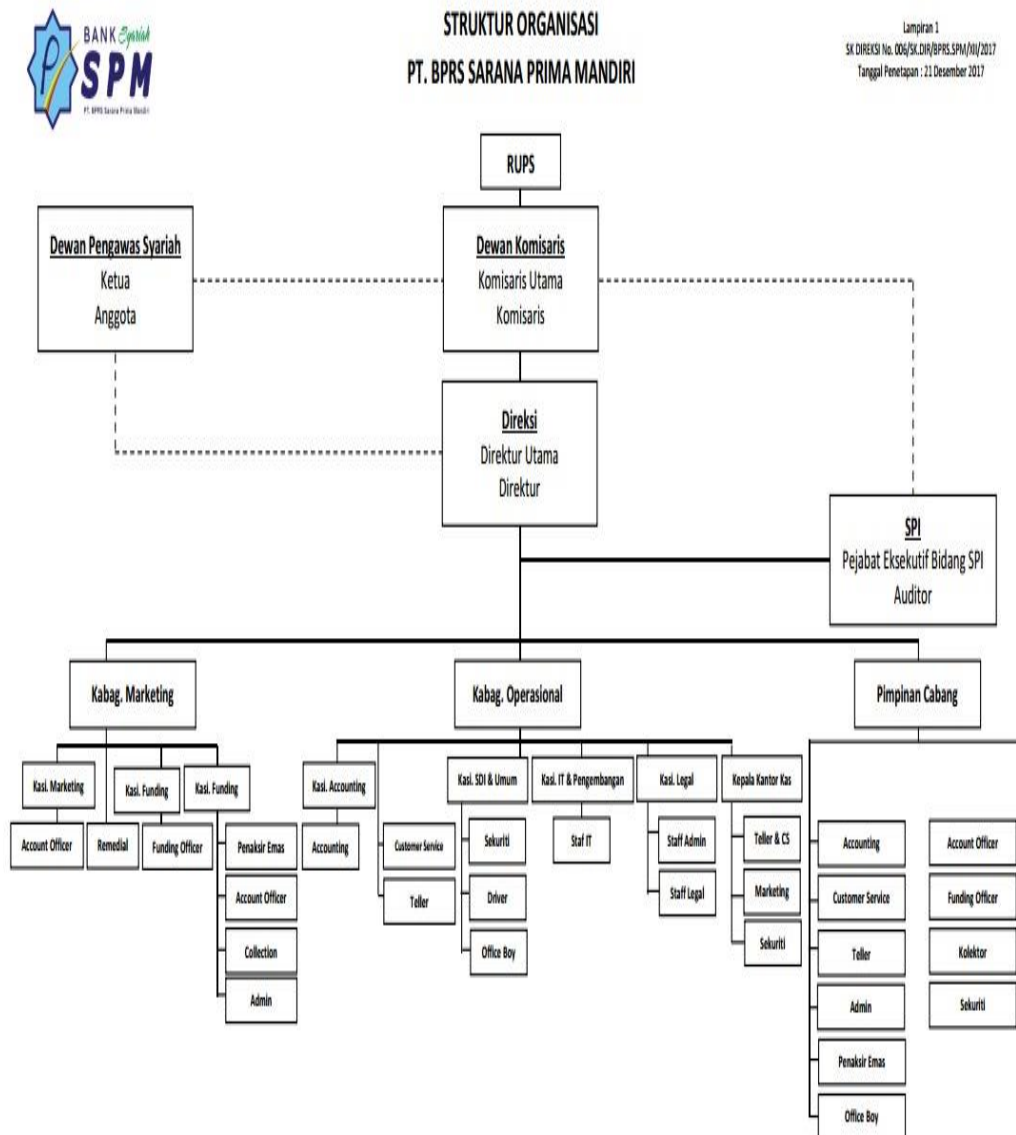 BANK Syariah
SPM
PT. BPRS Sarana Prima Mandiri
STRUKTUR ORGANISASI
PT. BPRS SARANA PRIMA MANDIRI
Lampiran 1
SK DIREKSI No. 006/SK.DIR/BPRS.SPM/XII/2017
Tanggal Penetapan : 21 Desember 2017
RUPS
Dewan Pengawas Syariah
Ketua
Anggota
Dewan Komisaris
Komisaris Utama
Komisaris
Direksi
Direktur Utama
Direktur
SPI
Pejabat Eksekutif Bidang SPI
Auditor
Kabag. Marketing
Kabag. Operasional
Pimpinan Cabang
Kasi. Marketing
Kasi. Funding
Kasi. Funding
Account Officer
Remedial
Funding Officer
Penaksir Emas
Account Officer
Collection
Admin
Kasi. Accounting
Kasi. SDI & Umum
Kasi. IT & Pengembangan
Kasi. Legal
Kepala Kantor Kas
Accounting
Customer Service
Teller
Sekuriti
Driver
Office Boy
Staf IT
Staff Admin
Staff Legal
Teller & CS
Marketing
Sekuriti
Accounting
Customer Service
Teller
Admin
Penaksir Emas
Office Boy
Account Officer
Funding Officer
Kolektor
Sekuriti